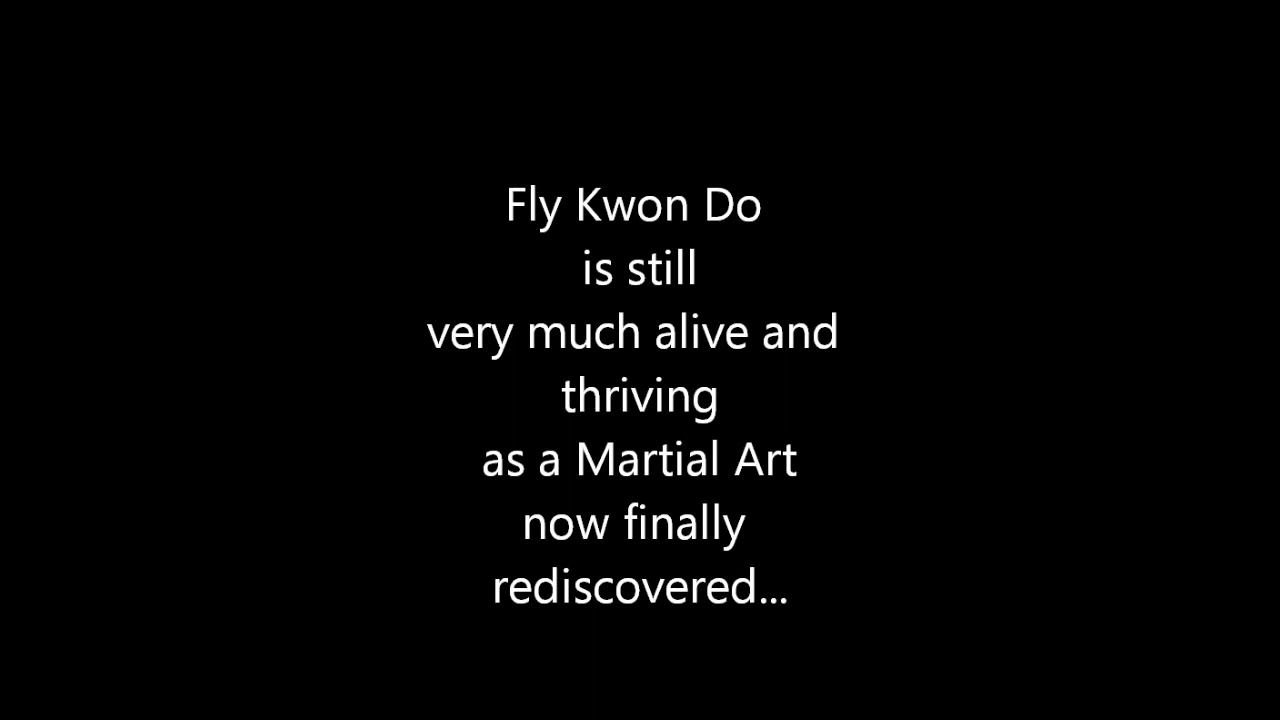 Fly Kwon Do
is still
very much alive and
thriving
as a Martial Art
now finally
rediscovered...